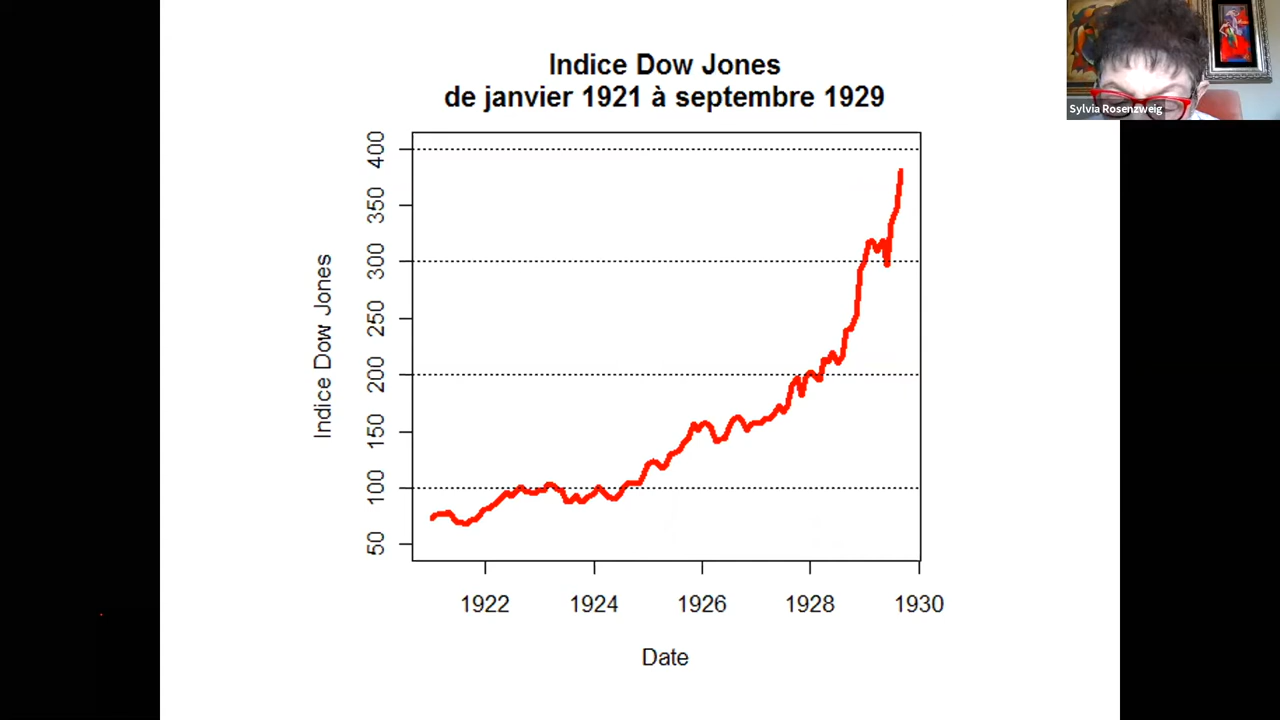 Indice Dow Jones
de janvier 1921 à septembre 1929
Sylvia Rosenzweig
Indice Dow Jones
400
350
300
250
200
150
100
50
1922 1924 1926 1928 1930
Date